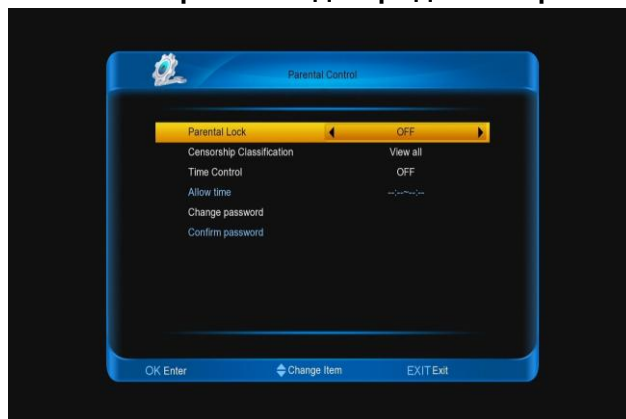 Parental Control
Parental Lock OFF
Censorship Classification View all
Time Control OFF
Allow time --:--~--:--
Change password
Confirm password
OK Enter Change Item EXIT Exit